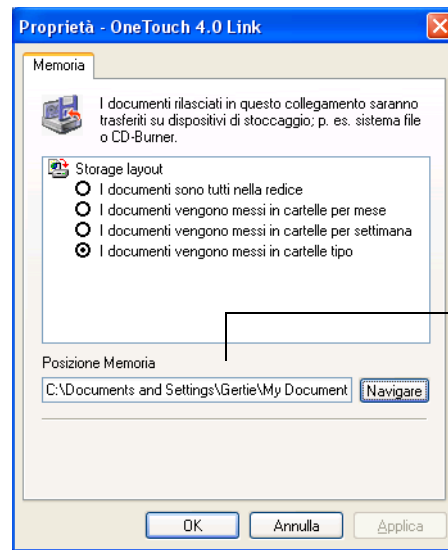 Proprietà - OneTouch 4.0 Link
Memoria
I documenti rilasciati in questo collegamento saranno
trasferiti su dispositivi di stoccaggio; p. es. sistema file
o CD-Burner.
Storage layout
I documenti sono tutti nella redice
I documenti vengono messi in cartelle per mese
I documenti vengono messi in cartelle per settimana
I documenti vengono messi in cartelle tipo
Posizione Memoria
C:\Documents and Settings\Gertie\My Document
Navigare
OK
Annulla
Applica